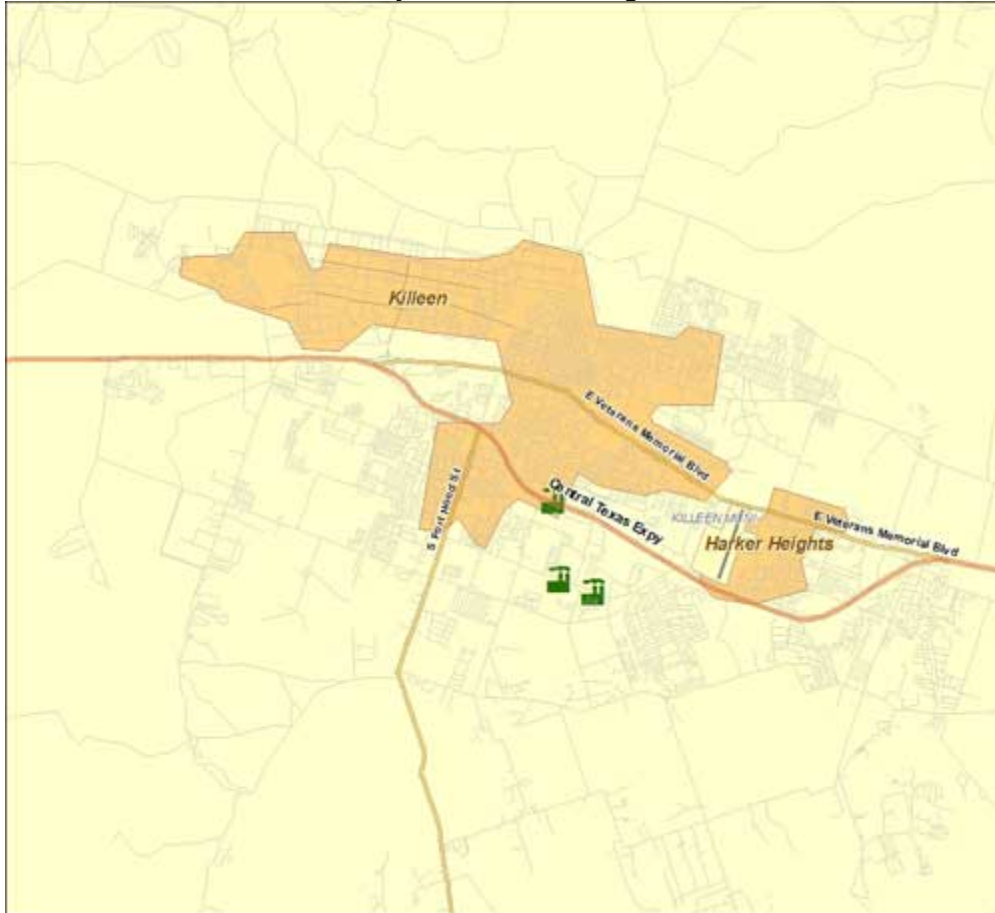 Killeen
E Veterans Memorial Blvd
S Fort Hood St
Central Texas Expy
KILLEEN MUNI
Harker Heights
E Veterans Memorial Blvd